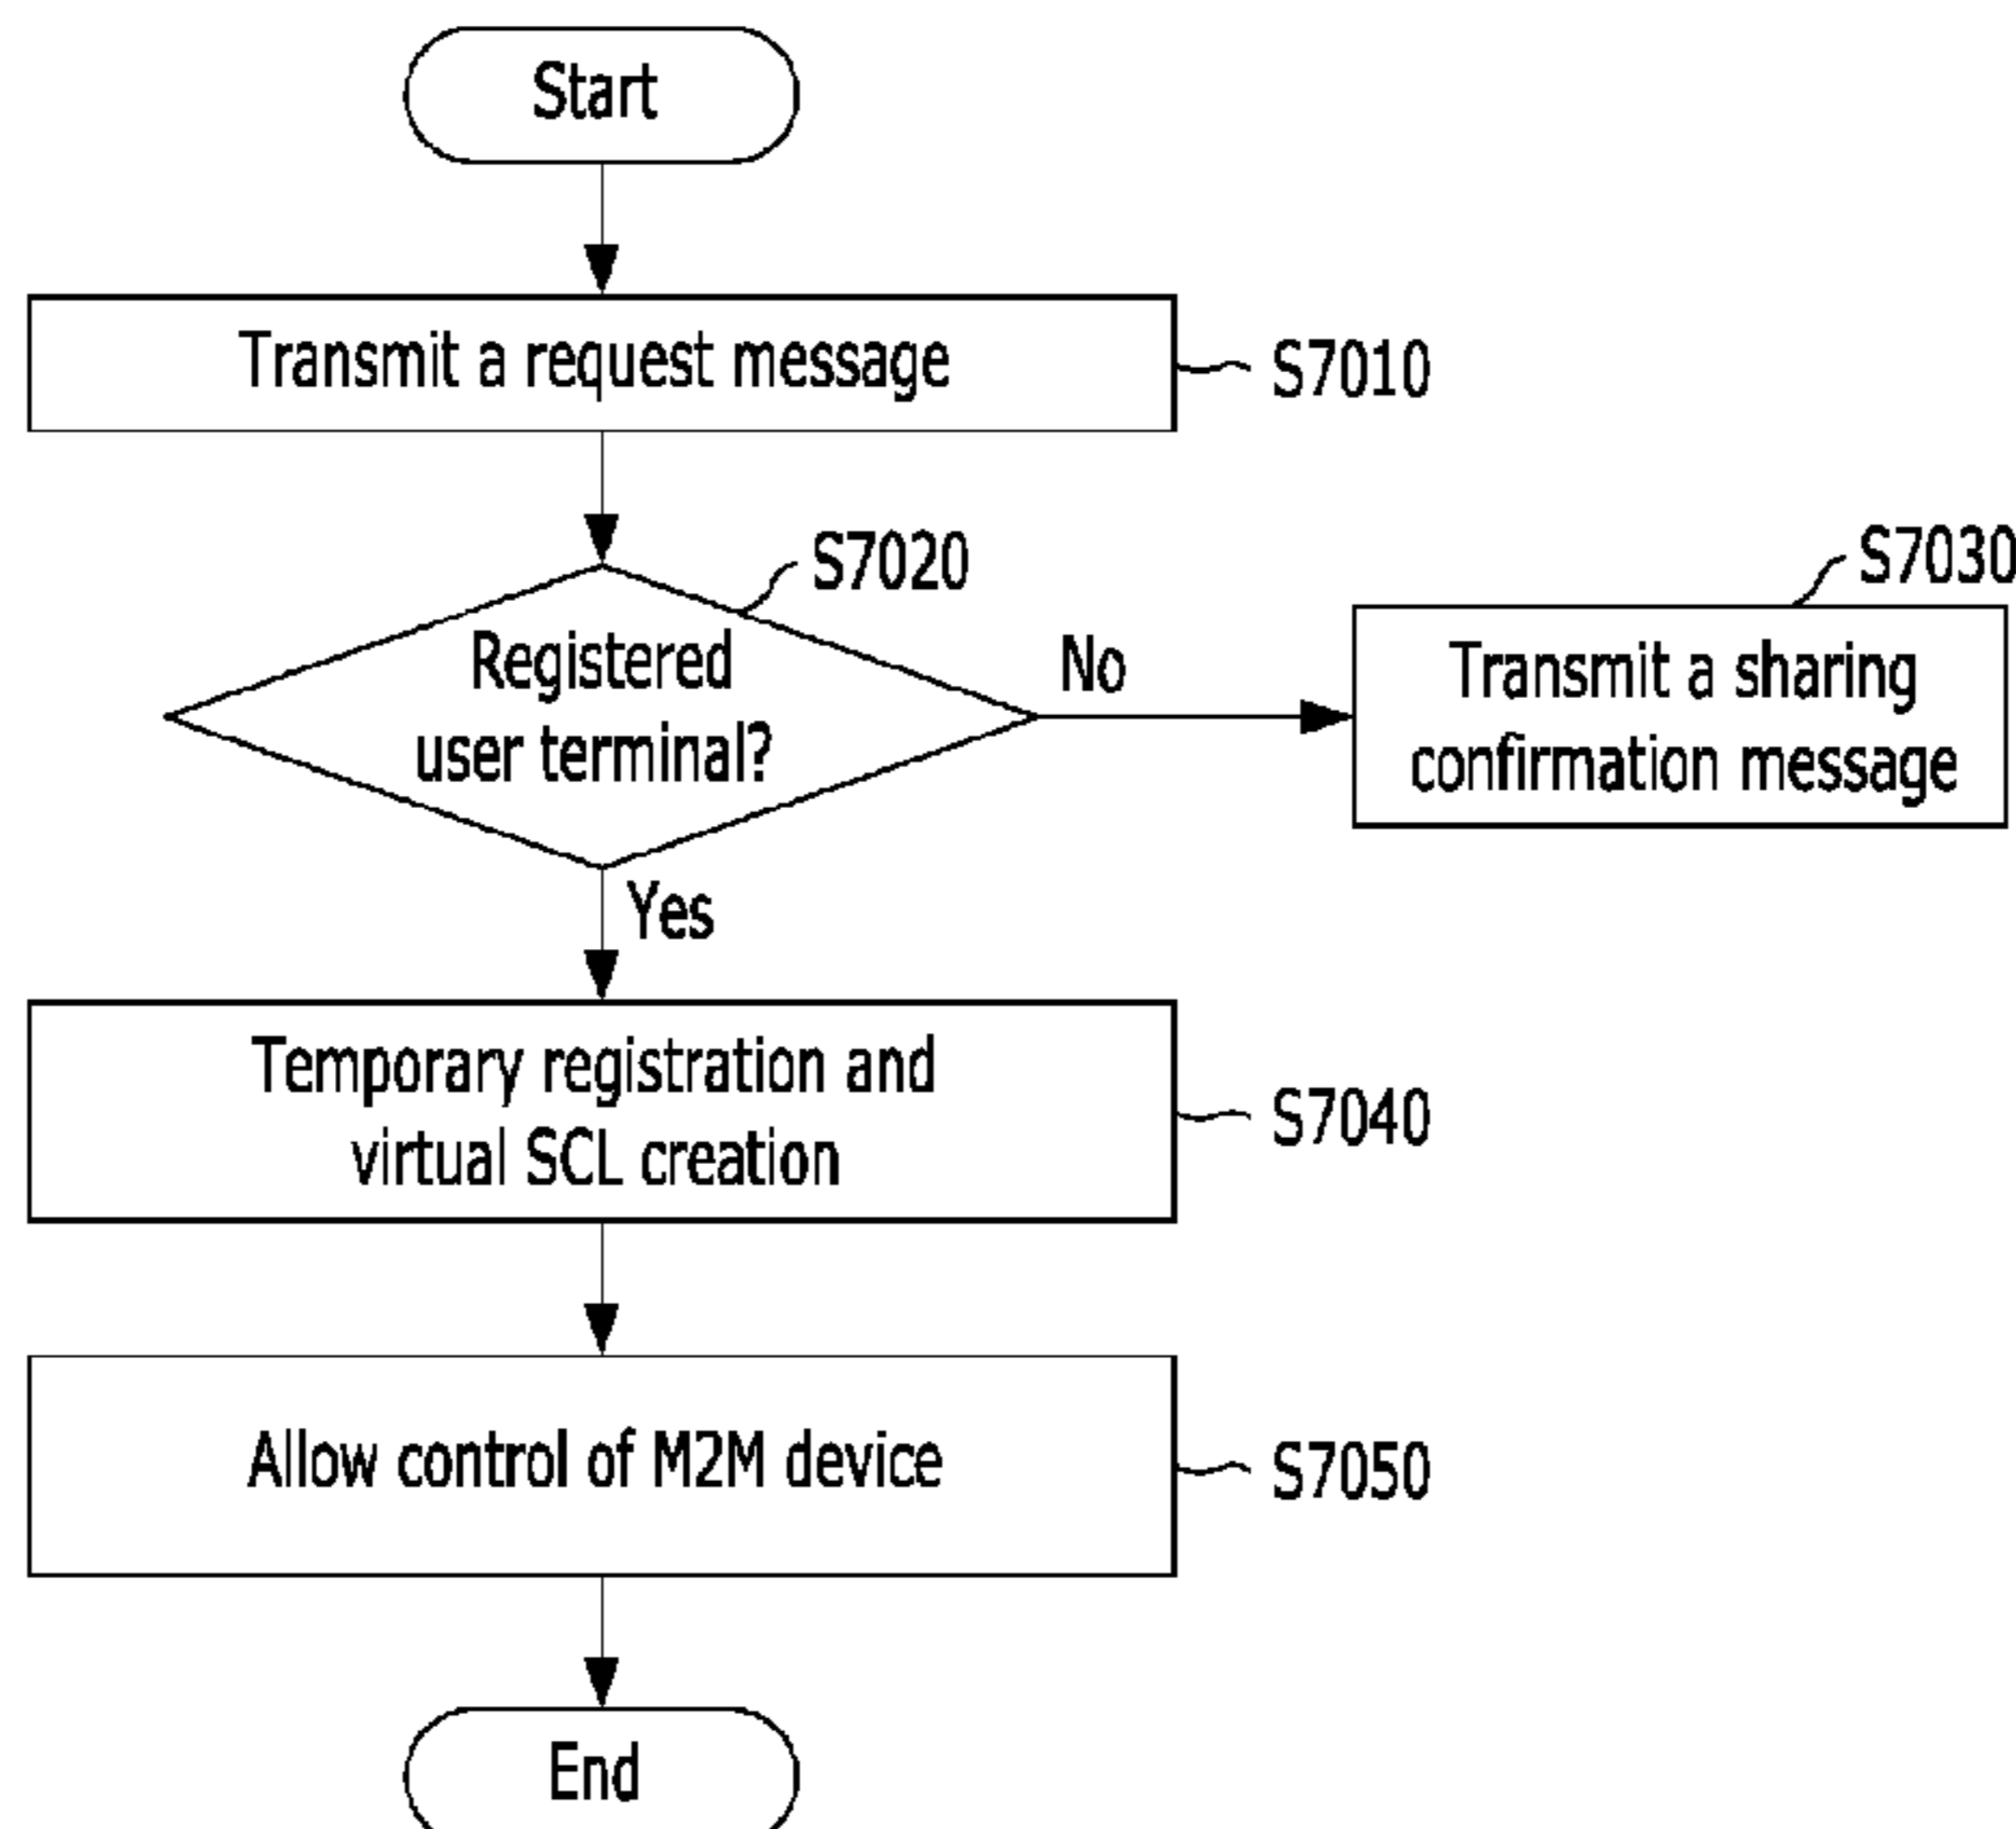 Start
Transmit a request message
S7010
S7020
Registered
user terminal?
No
S7030
Transmit a sharing
confirmation message
Yes
Temporary registration and
virtual SCL creation
S7040
Allow control of M2M device
S7050
End